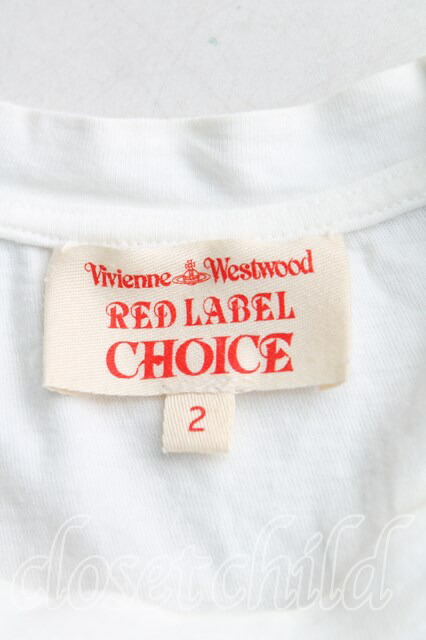 Vivienne Westwood
RED LABEL
CHOICE
2
closetchild